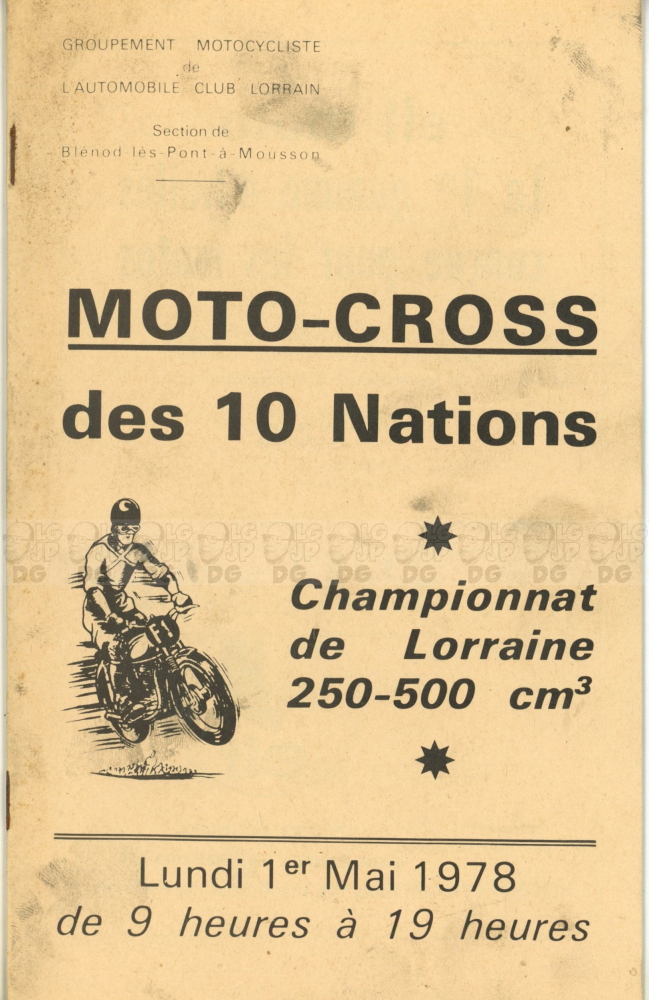 GROUPEMENT MOTOCYCLISTE
de
L'AUTOMOBILE CLUB LORRAIN
Section de
Blénod lès-Pont-à-Mousson
MOTO-CROSS
des 10 Nations
Championnat
de Lorraine
250-500 cm³
Lundi 1er Mai 1978
de 9 heures à 19 heures